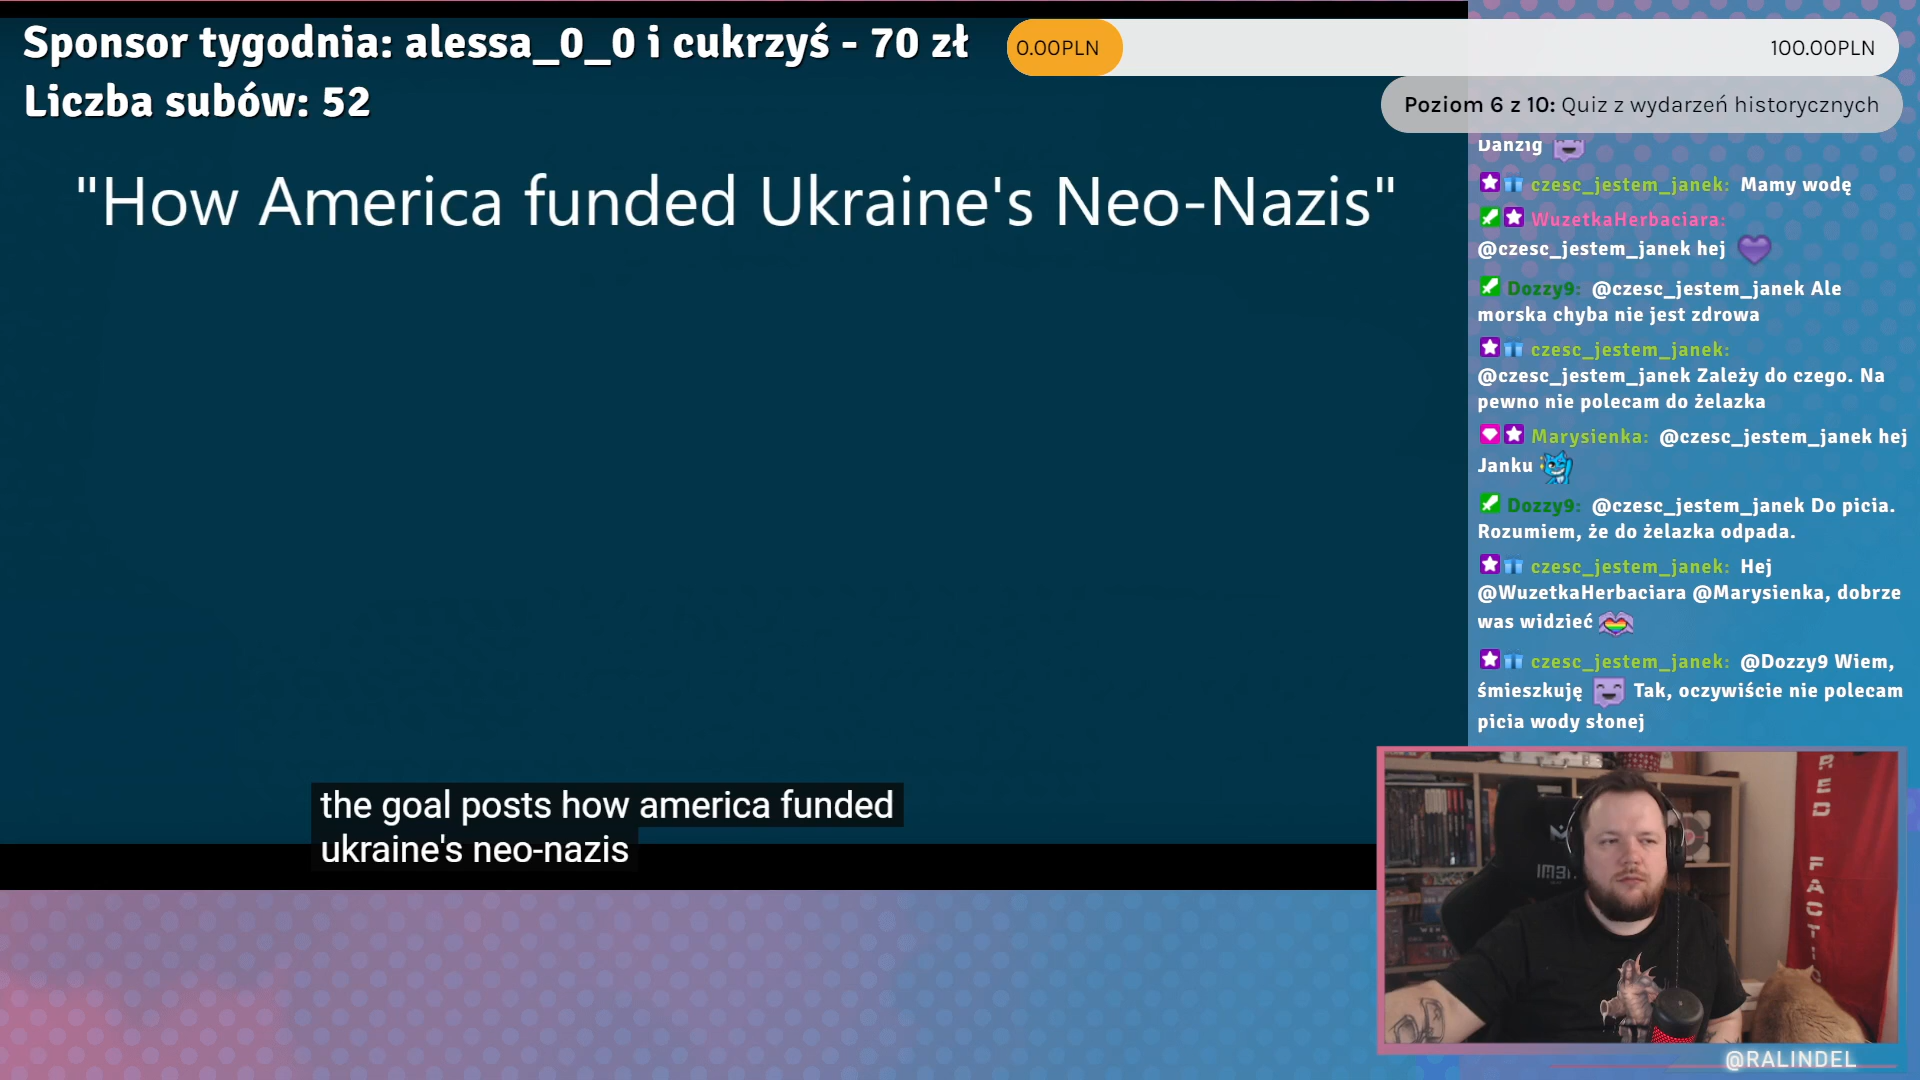 Sponsor tygodnia: alessa_0_0 i cukrzyś - 70 zł
Liczba subów: 52
0.00PLN
100.00PLN
Poziom 6 z 10: Quiz z wydarzeń historycznych
"How America funded Ukraine's Neo-Nazis"
the goal posts how america funded
ukraine's neo-nazis
Danzig
czesc_jestem_janek: Mamy wodę
WuzetkaHerbaciara:
@czesc_jestem_janek hej
Dozzy9: @czesc_jestem_janek Ale
morska chyba nie jest zdrowa
czesc_jestem_janek:
@czesc_jestem_janek Zależy do czego. Na
pewno nie polecam do żelazka
Marysienka: @czesc_jestem_janek hej
Janku
Dozzy9: @czesc_jestem_janek Do picia.
Rozumiem, że do żelazka odpada.
czesc_jestem_janek: Hej
@WuzetkaHerbaciara @Marysienka, dobrze
was widzieć
czesc_jestem_janek: @Dozzy9 Wiem,
śmieszkuję Tak, oczywiście nie polecam
picia wody słonej
RED FACTIO
@RALINDEL